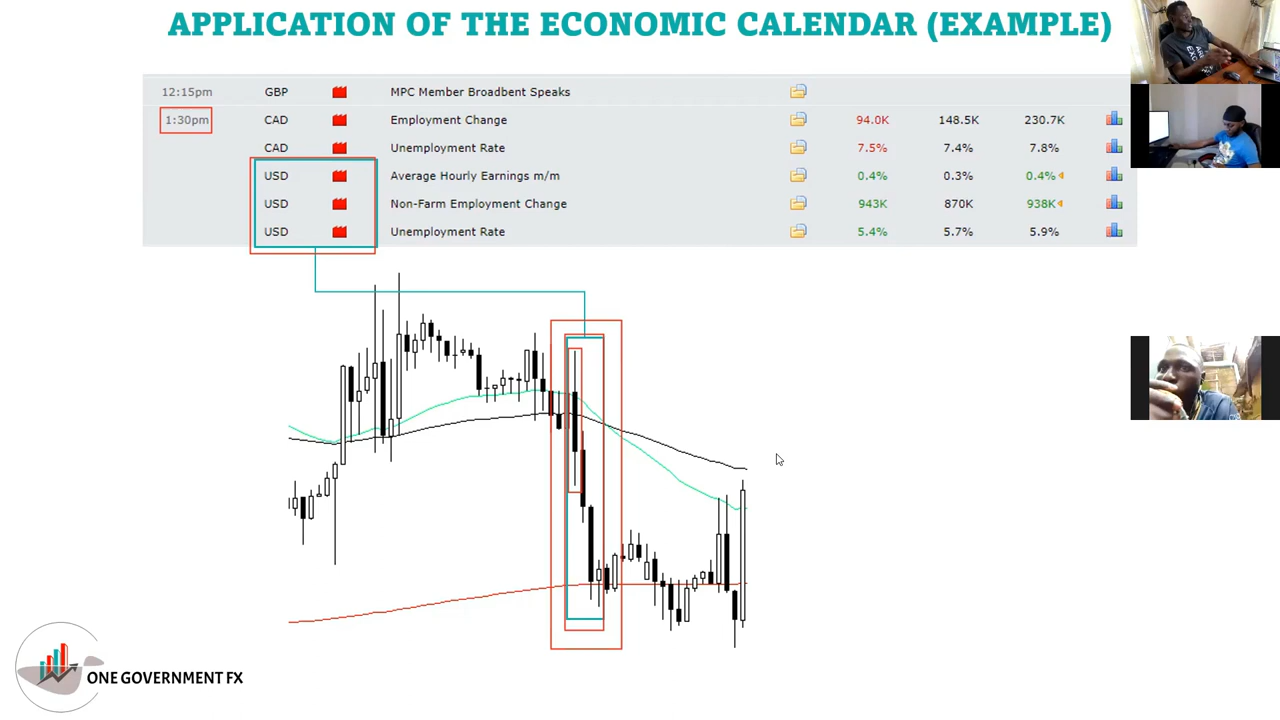 APPLICATION OF THE ECONOMIC CALENDAR (EXAMPLE)
12:15pm GBP MPC Member Broadbent Speaks
1:30pm CAD Employment Change 94.0K 148.5K 230.7K
CAD Unemployment Rate 7.5% 7.4% 7.8%
USD Average Hourly Earnings m/m 0.4% 0.3% 0.4%
USD Non-Farm Employment Change 943K 870K 938K
USD Unemployment Rate 5.4% 5.7% 5.9%
ONE GOVERNMENT FX